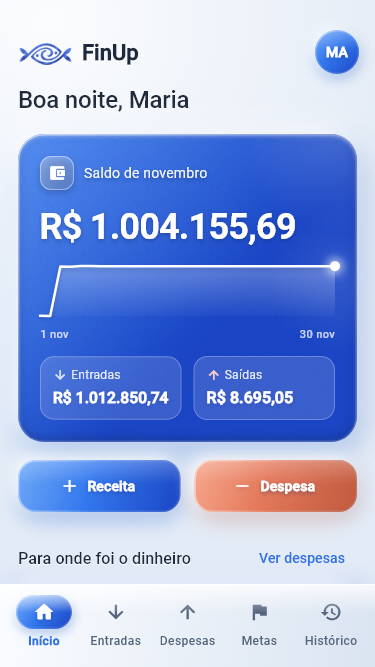 FinUp
MA
Boa noite, Maria
Saldo de novembro
R$ 1.004.155,69
1 nov
30 nov
Entradas
R$ 1.012.850,74
Saídas
R$ 8.695,05
Receita
Despesa
Para onde foi o dinheiro
Ver despesas
Início
Entradas
Despesas
Metas
Histórico